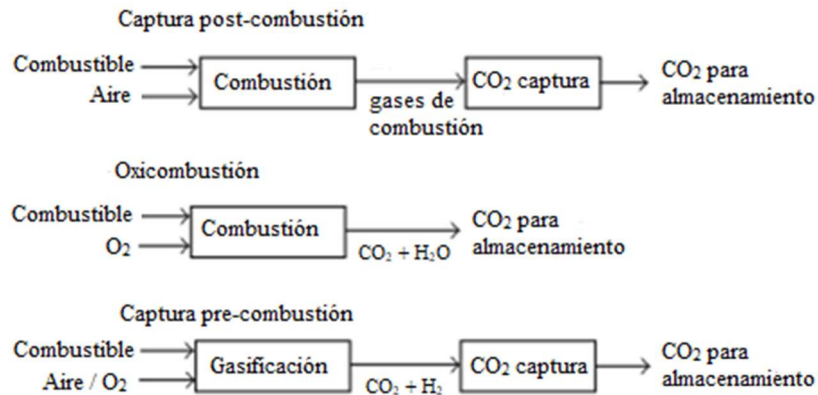 Captura post-combustión
Combustible
Aire
Combustión
gases de
combustión
CO₂ captura
CO₂ para
almacenamiento
Oxicombustión
Combustible
O₂
Combustión
CO₂ + H₂O
CO₂ para
almacenamiento
Captura pre-combustión
Combustible
Aire / O₂
Gasificación
CO₂ + H₂
CO₂ captura
CO₂ para
almacenamiento